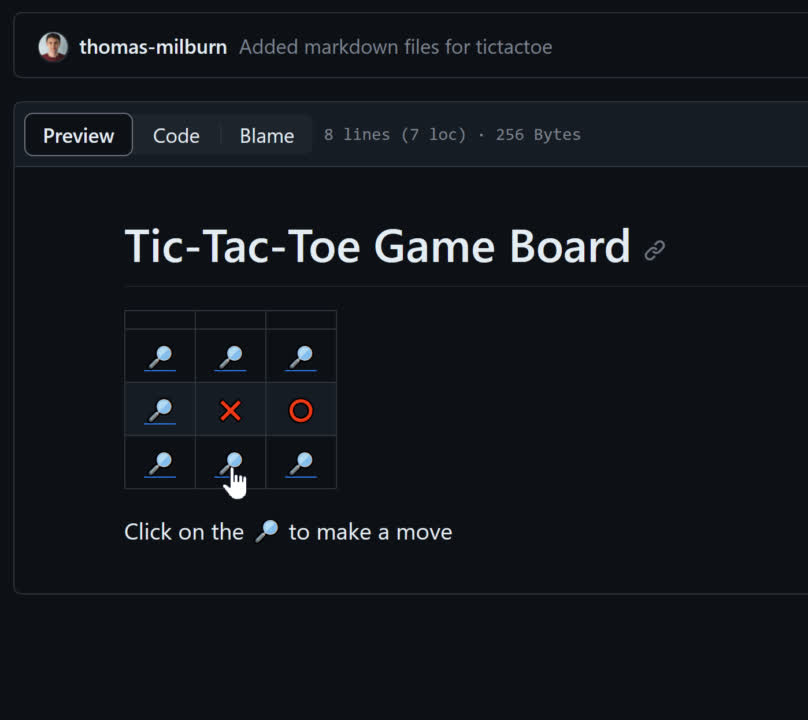 thomas-milburn Added markdown files for tictactoe
Preview Code Blame 8 lines (7 loc) · 256 Bytes
Tic-Tac-Toe Game Board
🔎 🔎 🔎
🔎 ❌ ⭕
🔎 🔎 🔎
Click on the 🔎 to make a move